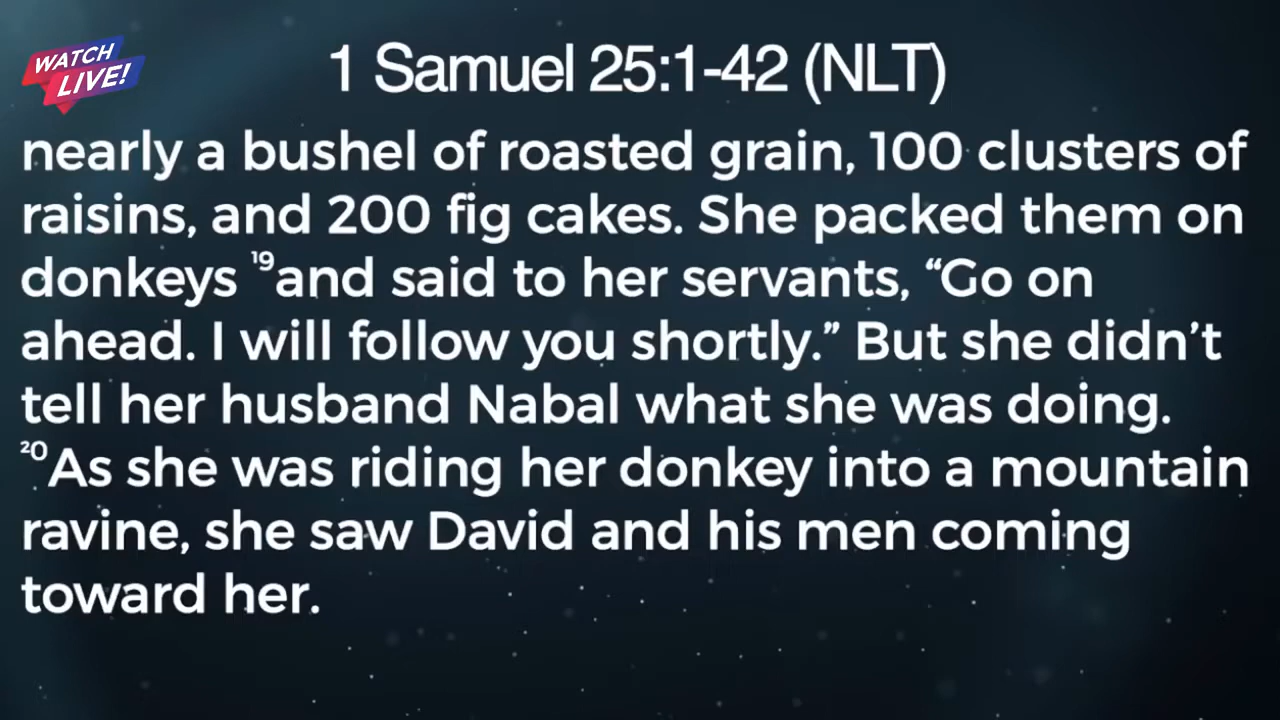 WATCH
LIVE!
1 Samuel 25:1-42 (NLT)
nearly a bushel of roasted grain, 100 clusters of
raisins, and 200 fig cakes. She packed them on
donkeys ¹⁹and said to her servants, “Go on
ahead. I will follow you shortly.” But she didn’t
tell her husband Nabal what she was doing.
²⁰As she was riding her donkey into a mountain
ravine, she saw David and his men coming
toward her.